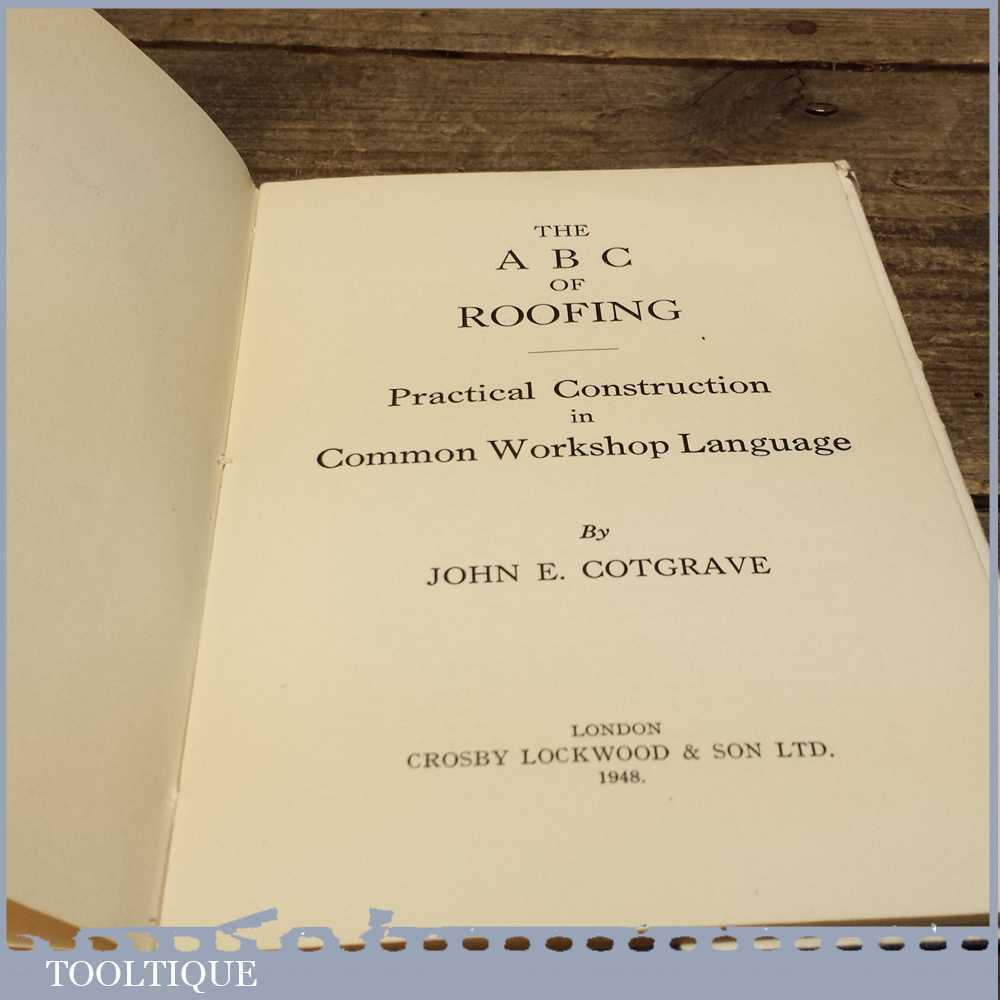 THE
A B C
OF
ROOFING
Practical Construction
in
Common Workshop Language
By
JOHN E. COTGRAVE
LONDON
CROSBY LOCKWOOD & SON LTD.
1948.
TOOLTIQUE